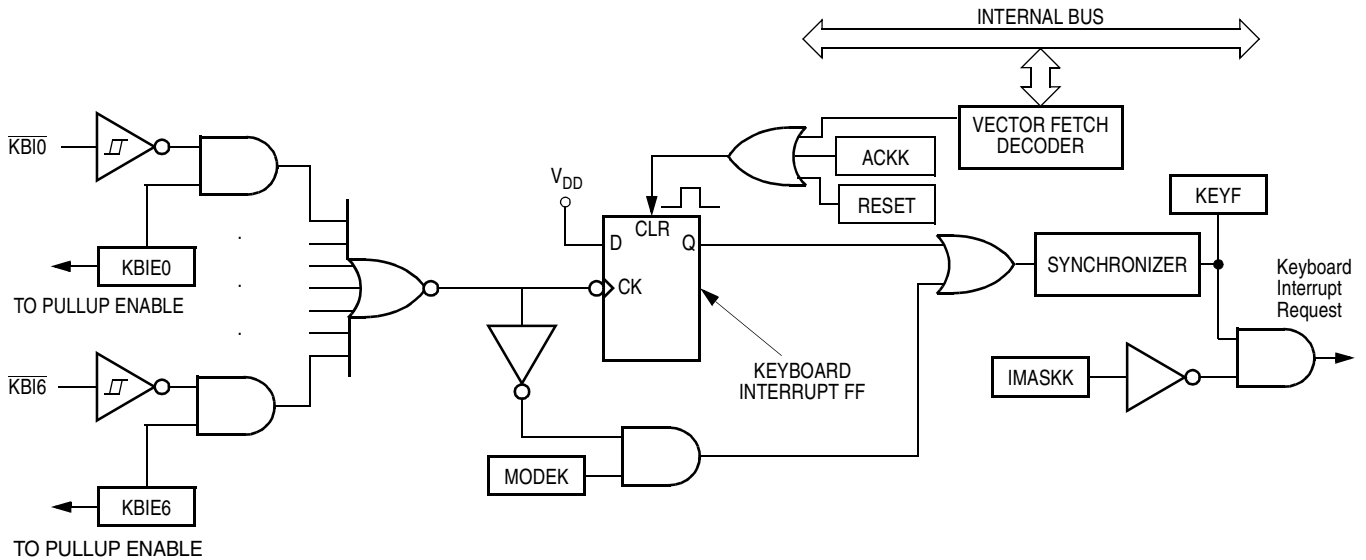 INTERNAL BUS
VECTOR FETCH
DECODER
KBI0
ACKK
RESET
KEYF
VDD
D
CLR
Q
CK
SYNCHRONIZER
Keyboard
Interrupt
Request
KBIE0
TO PULLUP ENABLE
KEYBOARD
INTERRUPT FF
IMASKK
KBI6
MODEK
KBIE6
TO PULLUP ENABLE